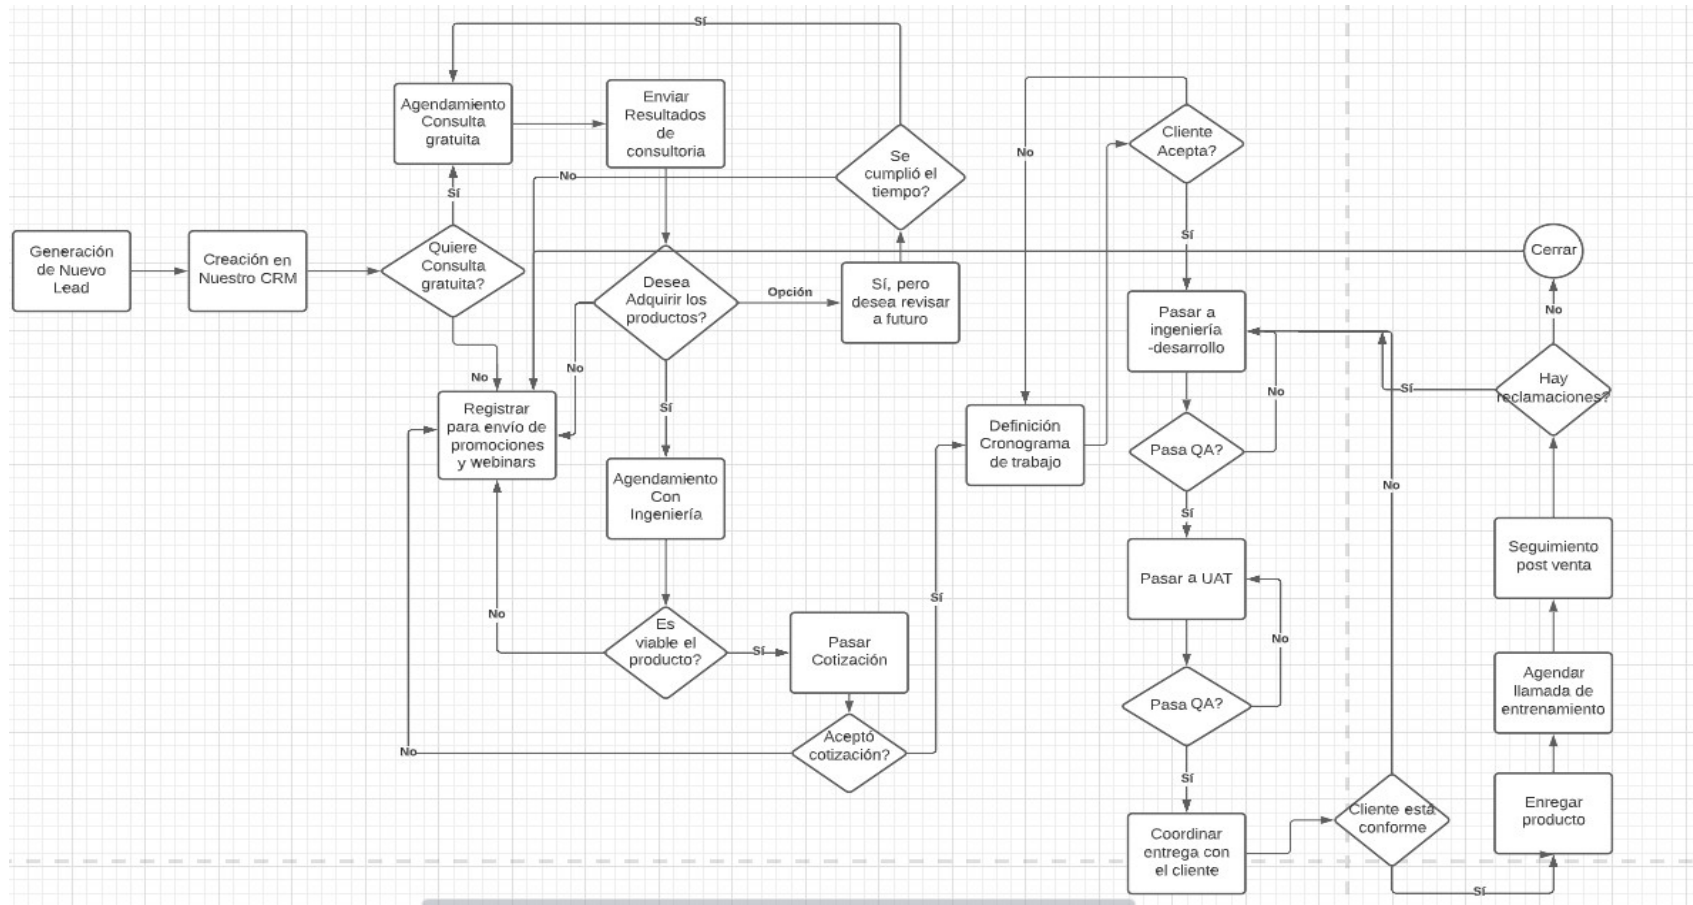 Sí
Agendamiento
Consulta
gratuita
Enviar
Resultados
de
consultoria
Se
cumplió el
tiempo?
No
Sí
Generación
de Nuevo
Lead
Creación en
Nuestro CRM
Quiere
Consulta
gratuita?
No
Desea
Adquirir los
productos?
Opción
Sí, pero
desea revisar
a futuro
No
Sí
Registrar
para envío de
promociones
y webinars
Agendamiento
Con
Ingeniería
No
Es
viable el
producto?
Sí
Pasar
Cotización
Aceptó
cotización?
No
Sí
Definición
Cronograma
de trabajo
No
Cliente
Acepta?
Sí
Pasar a
ingeniería
-desarrollo
No
Pasa QA?
Sí
Pasar a UAT
No
Pasa QA?
Sí
Coordinar
entrega con
el cliente
Cliente está
conforme
No
Sí
Enregar
producto
Agendar
llamada de
entrenamiento
Seguimiento
post venta
Hay
reclamaciones?
Sí
No
Cerrar